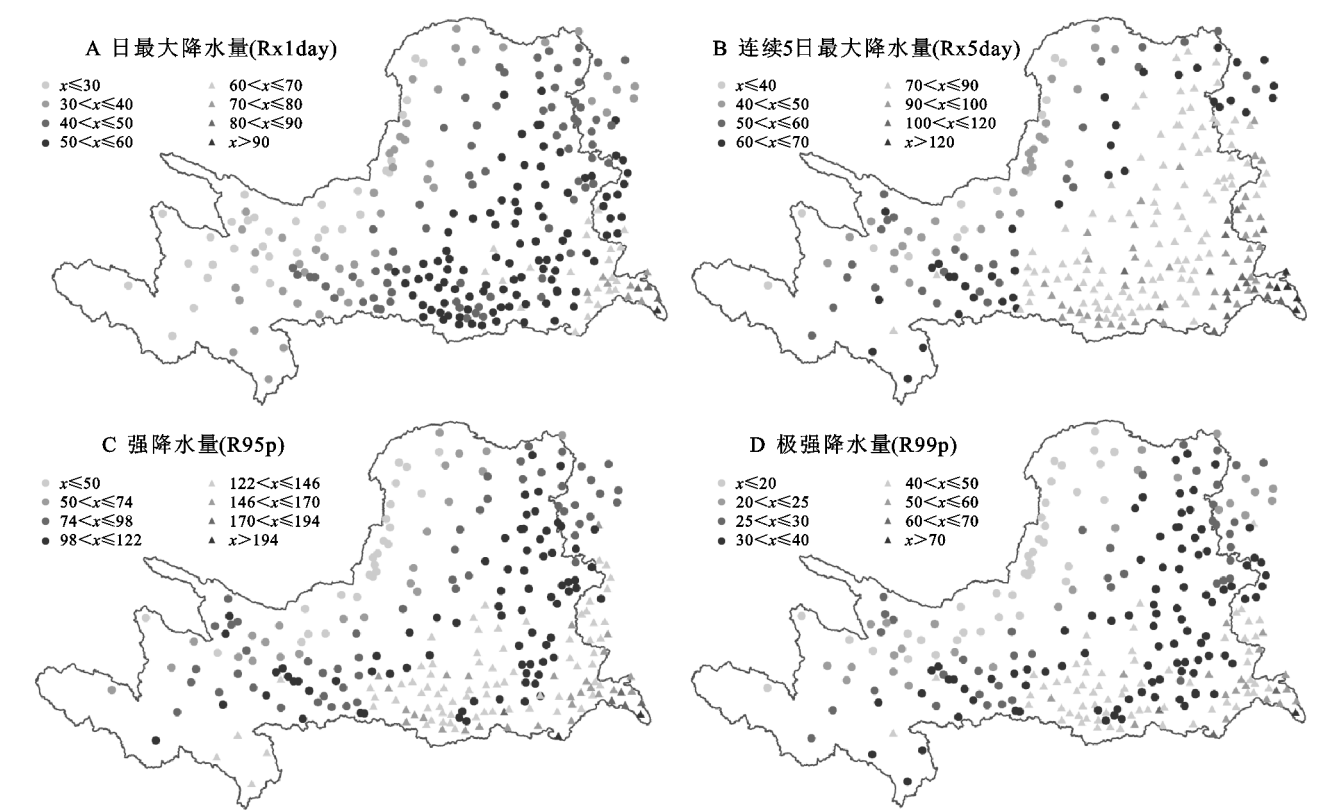 A 日最大降水量(Rx1day)
x≤30
30<x≤40
40<x≤50
50<x≤60
60<x≤70
70<x≤80
80<x≤90
x>90
B 连续5日最大降水量(Rx5day)
x≤40
40<x≤50
50<x≤60
60<x≤70
70<x≤90
90<x≤100
100<x≤120
x>120
C 强降水量(R95p)
x≤50
50<x≤74
74<x≤98
98<x≤122
122<x≤146
146<x≤170
170<x≤194
x>194
D 极强降水量(R99p)
x≤20
20<x≤25
25<x≤30
30<x≤40
40<x≤50
50<x≤60
60<x≤70
x>70